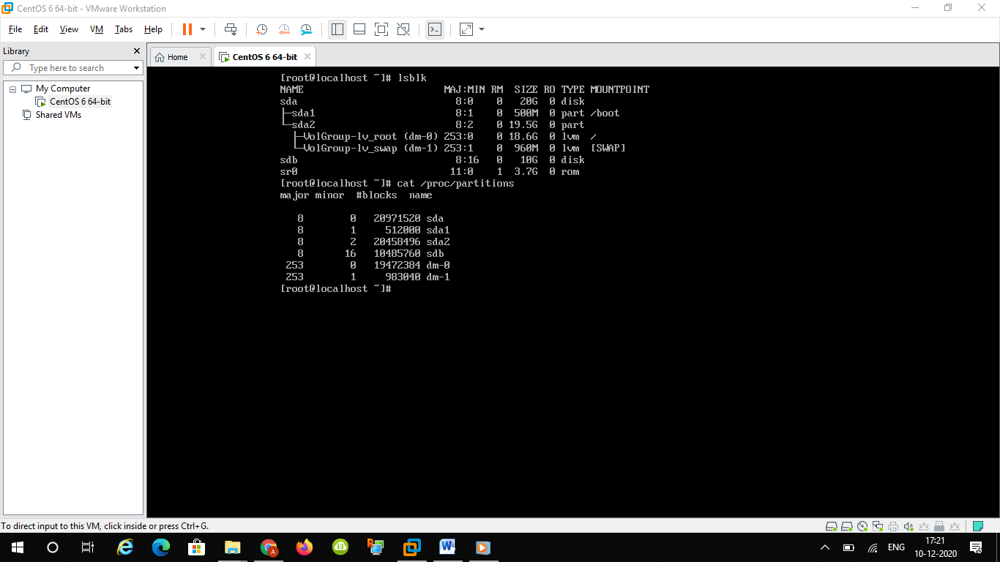 CentOS 6 64-bit - VMware Workstation
File Edit View VM Tabs Help
Library
Home
CentOS 6 64-bit
Type here to search
My Computer
CentOS 6 64-bit
Shared VMs
[root@localhost ~]# lsblk
NAME MAJ:MIN RM SIZE RO TYPE MOUNTPOINT
sda 8:0 0 20G 0 disk
├─sda1 8:1 0 500M 0 part /boot
└─sda2 8:2 0 19.5G 0 part
├─VolGroup-lv_root (dm-0) 253:0 0 18.6G 0 lvm /
└─VolGroup-lv_swap (dm-1) 253:1 0 960M 0 lvm [SWAP]
sdb 8:16 0 10G 0 disk
sr0 11:0 1 3.7G 0 rom
[root@localhost ~]# cat /proc/partitions
major minor #blocks name
8 0 20971520 sda
8 1 512000 sda1
8 2 20458496 sda2
8 16 10485760 sdb
253 0 19472384 dm-0
253 1 983040 dm-1
[root@localhost ~]#
To direct input to this VM, click inside or press Ctrl+G.
ENG
17:21
10-12-2020